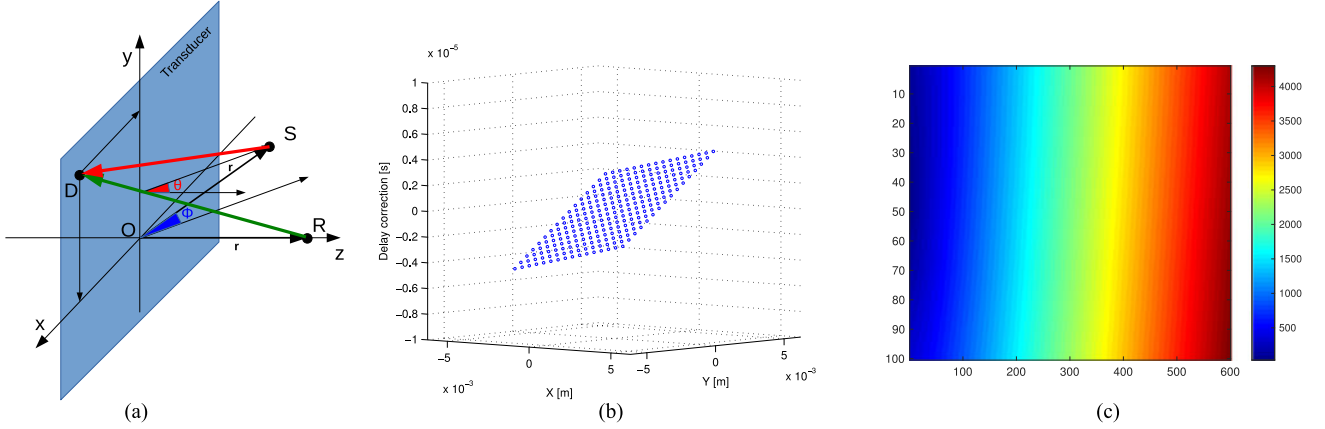 Transducer
y
S
r
θ
D
Φ
O
R
r
z
x
(a)
x 10⁻⁵
1
0.8
0.6
0.4
0.2
0
−0.2
−0.4
−0.6
−0.8
−1
Delay correction [s]
−5 0 5
x 10⁻³
X [m]
−5 0 5
x 10⁻³
Y [m]
(b)
10
20
30
40
50
60
70
80
90
100
100 200 300 400 500 600
4000
3500
3000
2500
2000
1500
1000
500
(c)